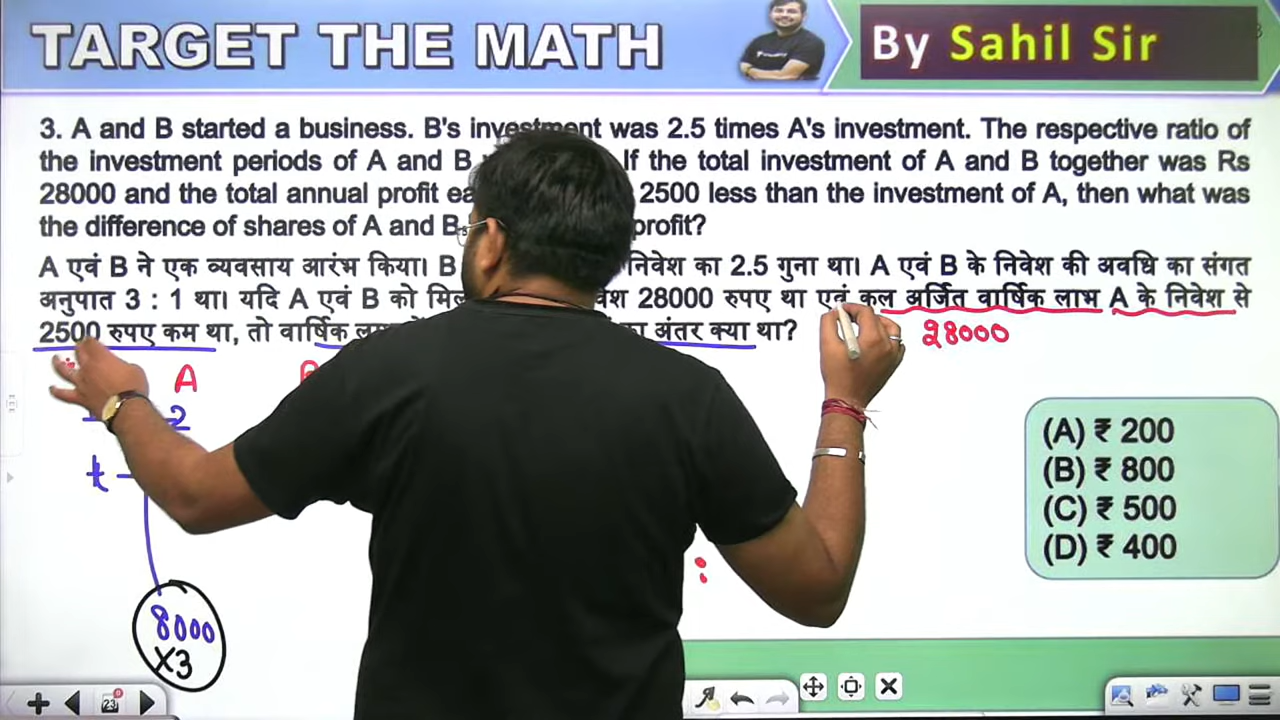 TARGET THE MATH
By Sahil Sir
3. A and B started a business. B's investment was 2.5 times A's investment. The respective ratio of
the investment periods of A and B If the total investment of A and B together was Rs
28000 and the total annual profit 2500 less than the investment of A, then what was
the difference of shares of A and B profit?
A एवं B ने एक व्यवसाय आरंभ किया। B निवेश का 2.5 गुना था। A एवं B के निवेश की अवधि का संगत
अनुपात 3 : 1 था। यदि A एवं B को 28000 रुपए था एवं कुल अर्जित वार्षिक लाभ A के निवेश से
2500 रुपए कम था, तो वार्षिक अंतर क्या था?
28000
A
2
t -
8000
×3
:
(A) ₹ 200
(B) ₹ 800
(C) ₹ 500
(D) ₹ 400
23